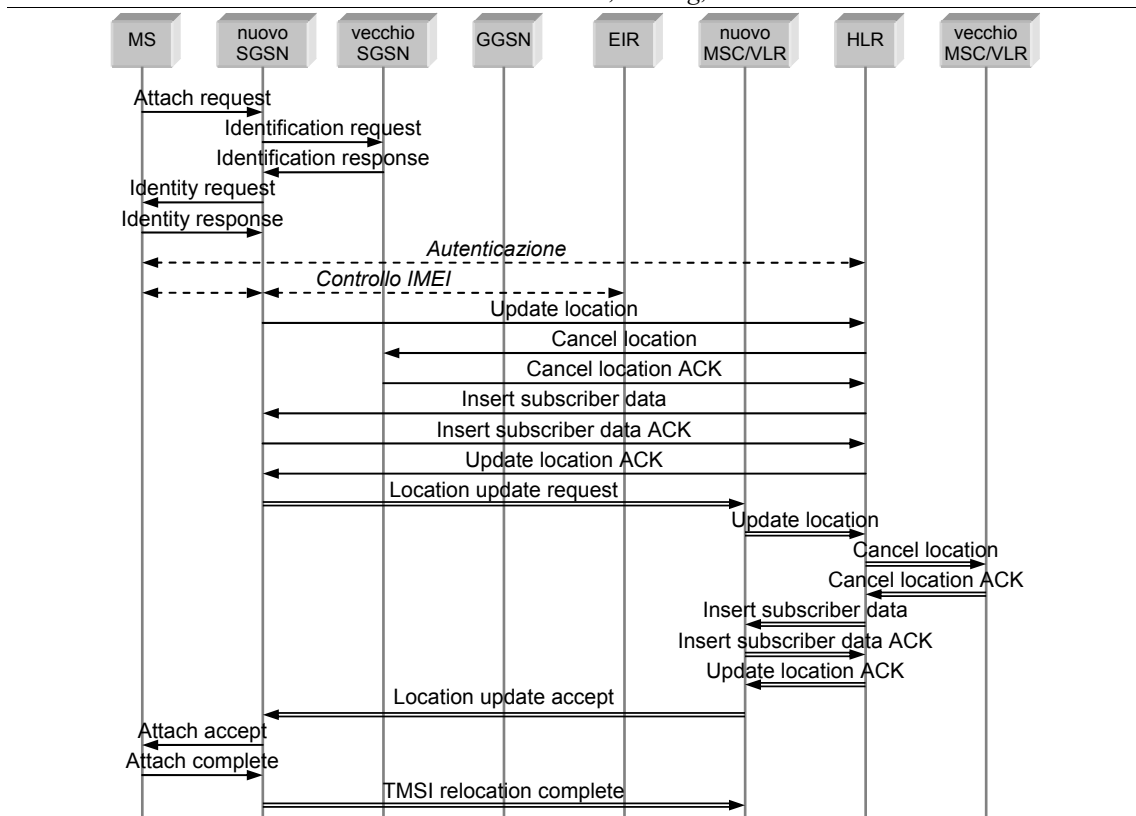 MS
nuovo
SGSN
vecchio
SGSN
GGSN
EIR
nuovo
MSC/VLR
HLR
vecchio
MSC/VLR
Attach request
Identification request
Identification response
Identity request
Identity response
Autenticazione
Controllo IMEI
Update location
Cancel location
Cancel location ACK
Insert subscriber data
Insert subscriber data ACK
Update location ACK
Location update request
Update location
Cancel location
Cancel location ACK
Insert subscriber data
Insert subscriber data ACK
Update location ACK
Location update accept
Attach accept
Attach complete
TMSI relocation complete